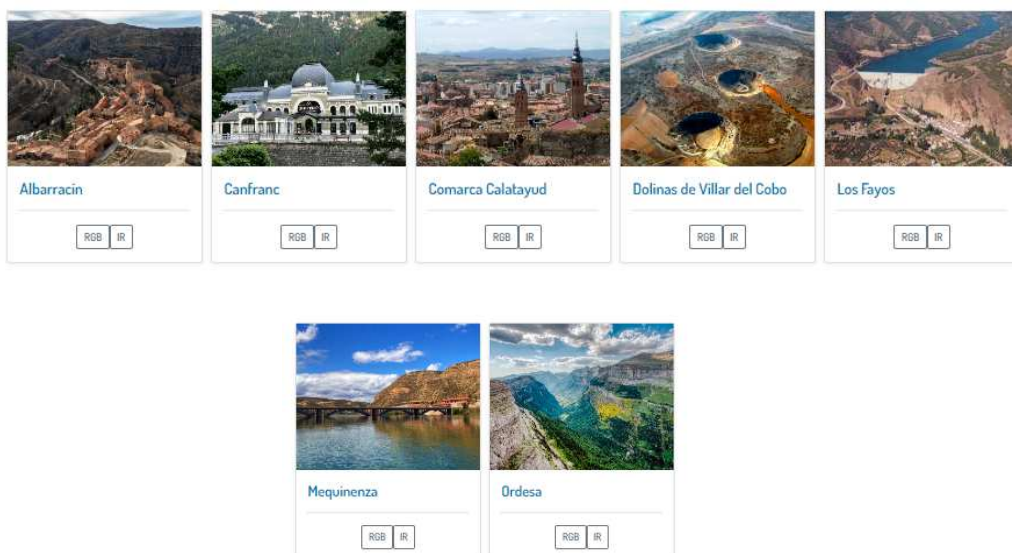 Albarracín
Canfranc
Comarca Calatayud
Dolinas de Villar del Cobo
Los Fayos
RGB IR
RGB IR
RGB IR
RGB IR
RGB IR
Mequinenza
Ordesa
RGB IR
RGB IR